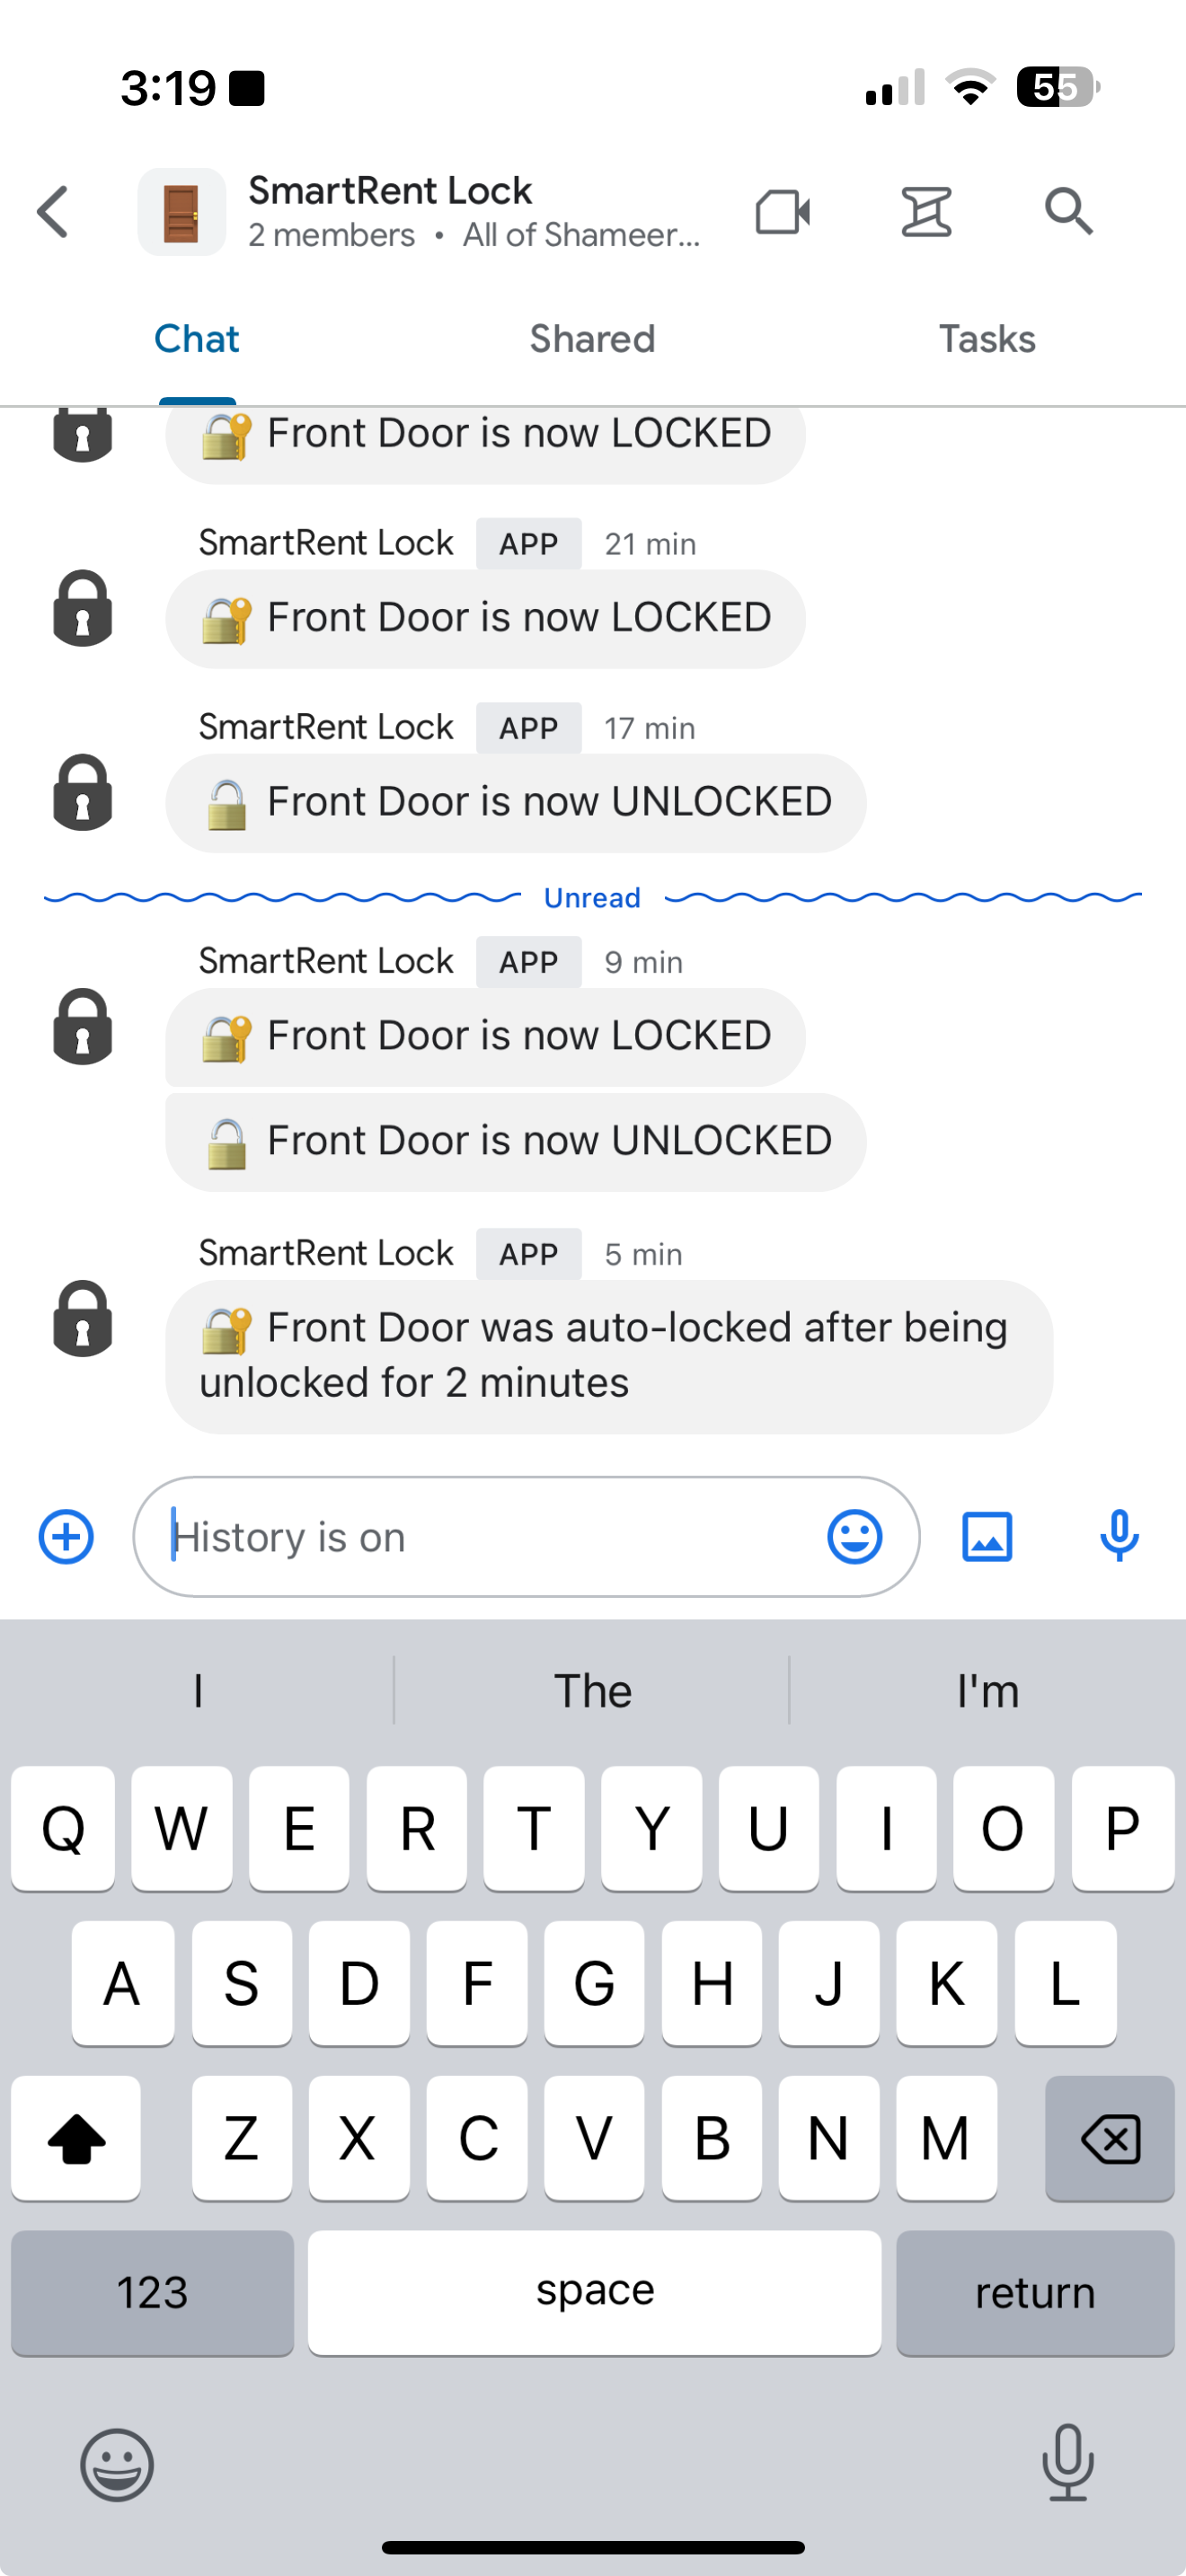 3:19
55
SmartRent Lock
2 members • All of Shameer...
Chat Shared Tasks
Front Door is now LOCKED
SmartRent Lock APP 21 min
Front Door is now LOCKED
SmartRent Lock APP 17 min
Front Door is now UNLOCKED
Unread
SmartRent Lock APP 9 min
Front Door is now LOCKED
Front Door is now UNLOCKED
SmartRent Lock APP 5 min
Front Door was auto-locked after being
unlocked for 2 minutes
History is on
I The I'm
Q W E R T Y U I O P
A S D F G H J K L
Z X C V B N M
123 space return